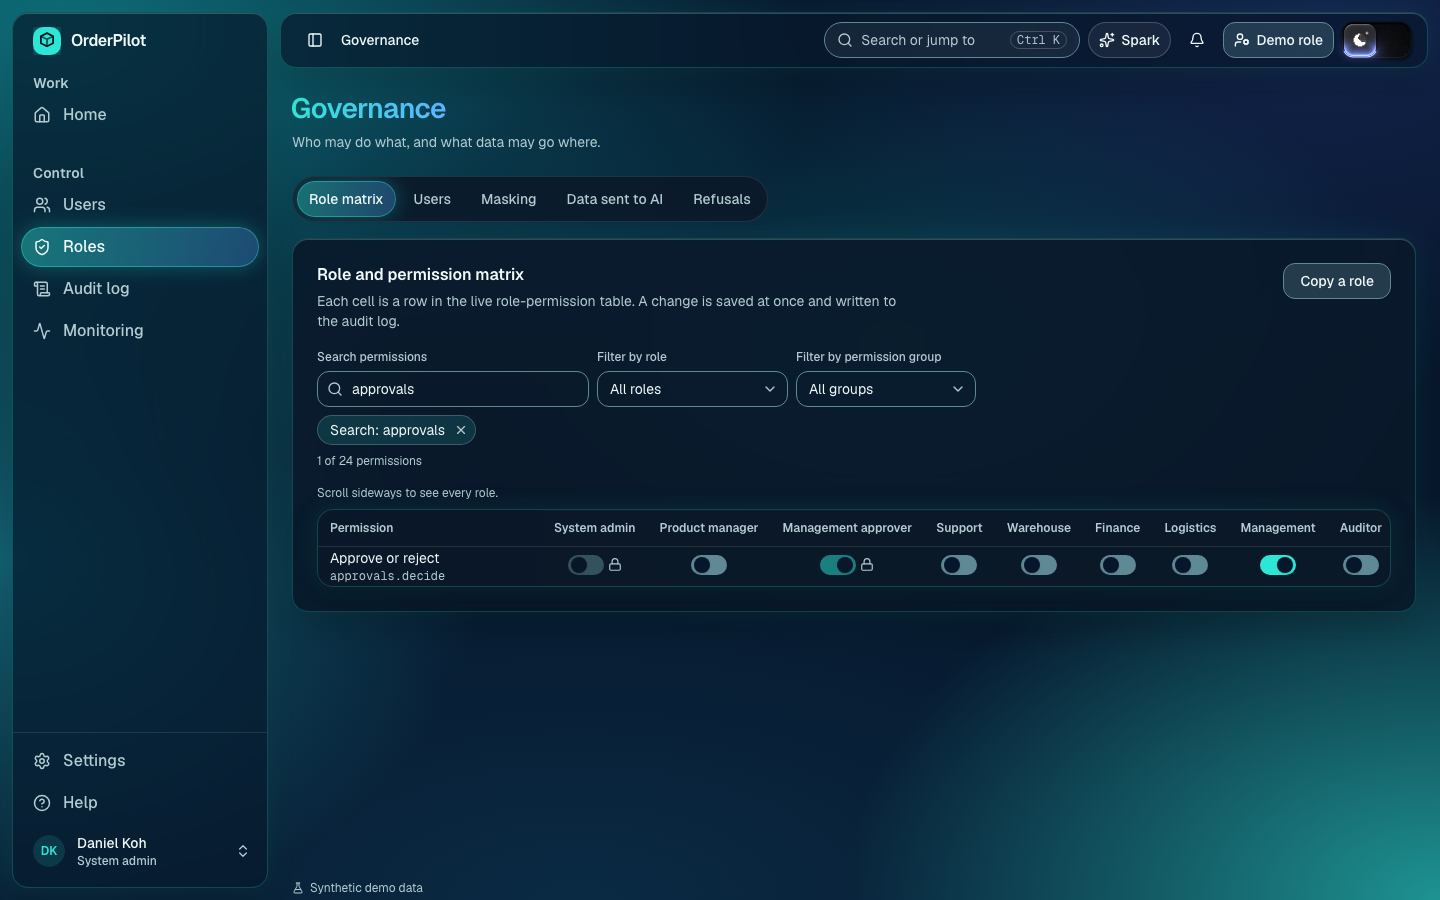 OrderPilot
Work
Home
Control
Users
Roles
Audit log
Monitoring
Settings
Help
DK
Daniel Koh
System admin
Governance
Search or jump to
Ctrl K
Spark
Demo role
Governance
Who may do what, and what data may go where.
Role matrix
Users
Masking
Data sent to AI
Refusals
Role and permission matrix
Each cell is a row in the live role-permission table. A change is saved at once and written to
the audit log.
Copy a role
Search permissions
Filter by role
Filter by permission group
approvals
All roles
All groups
Search: approvals
1 of 24 permissions
Scroll sideways to see every role.
Permission
System admin
Product manager
Management approver
Support
Warehouse
Finance
Logistics
Management
Auditor
Approve or reject
approvals.decide
Synthetic demo data